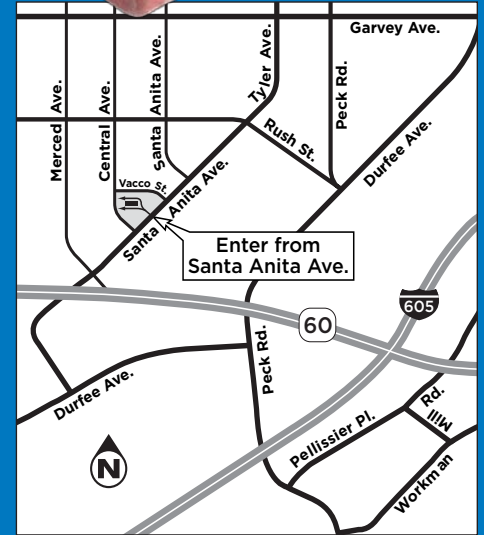 Garvey Ave.
Merced Ave.
Central Ave.
Santa Anita Ave.
Tyler Ave.
Peck Rd.
Rush St.
Durfee Ave.
Vacco St.
Santa Anita Ave.
Enter from
Santa Anita Ave.
60
605
Peck Rd.
Durfee Ave.
N
Pellissier Pl.
Mill Rd.
Workman